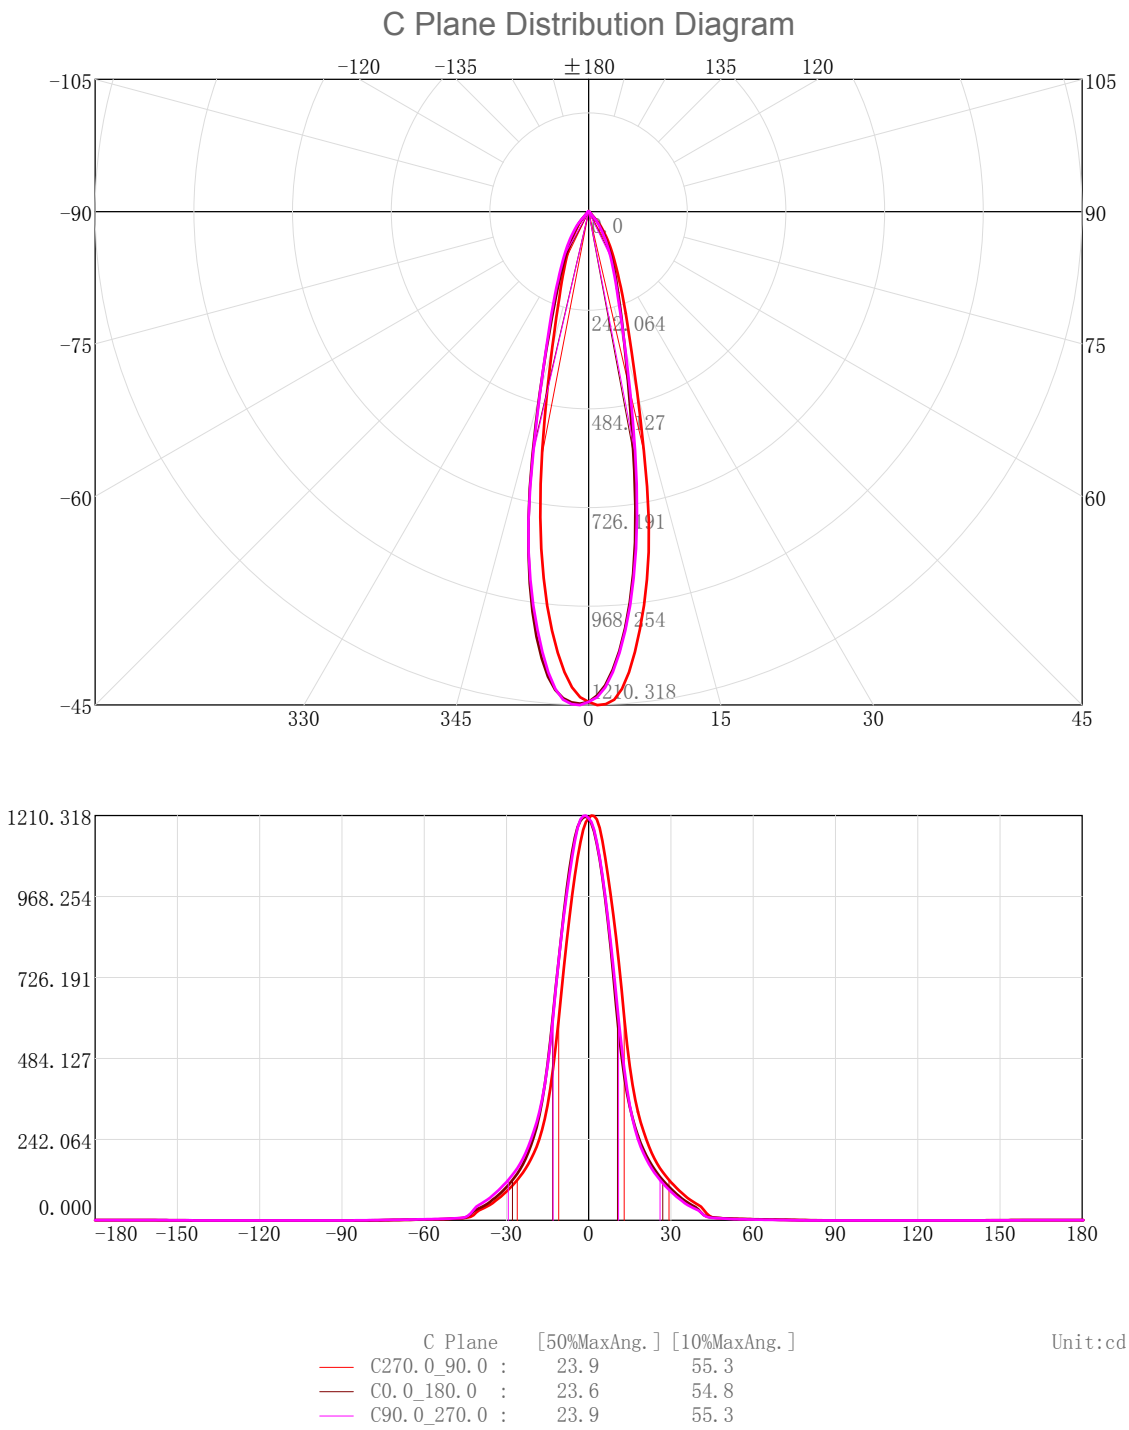 C Plane Distribution Diagram
-120 -135 ±180 135 120
-105 105
-90 90
0.0
242.064
-75 75
484.127
-60 60
726.191
968.254
1210.318
-45
330 345 0 15 30 45
1210.318
968.254
726.191
484.127
242.064
0.000
-180 -150 -120 -90 -60 -30 0 30 60 90 120 150 180
C Plane [50%MaxAng.] [10%MaxAng.] Unit:cd
C270.0_90.0 : 23.9 55.3
C0.0_180.0 : 23.6 54.8
C90.0_270.0 : 23.9 55.3